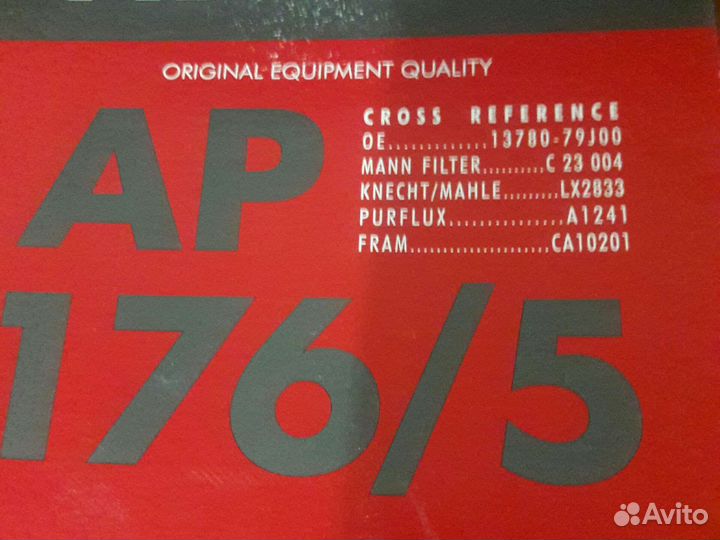 ORIGINAL EQUIPMENT QUALITY
AP
176/5
CROSS REFERENCE
OE.............13780-79J00
MANN FILTER..........C 23 004
KNECHT/MAHLE.........LX2833
PURFLUX................A1241
FRAM......................CA10201
Avito